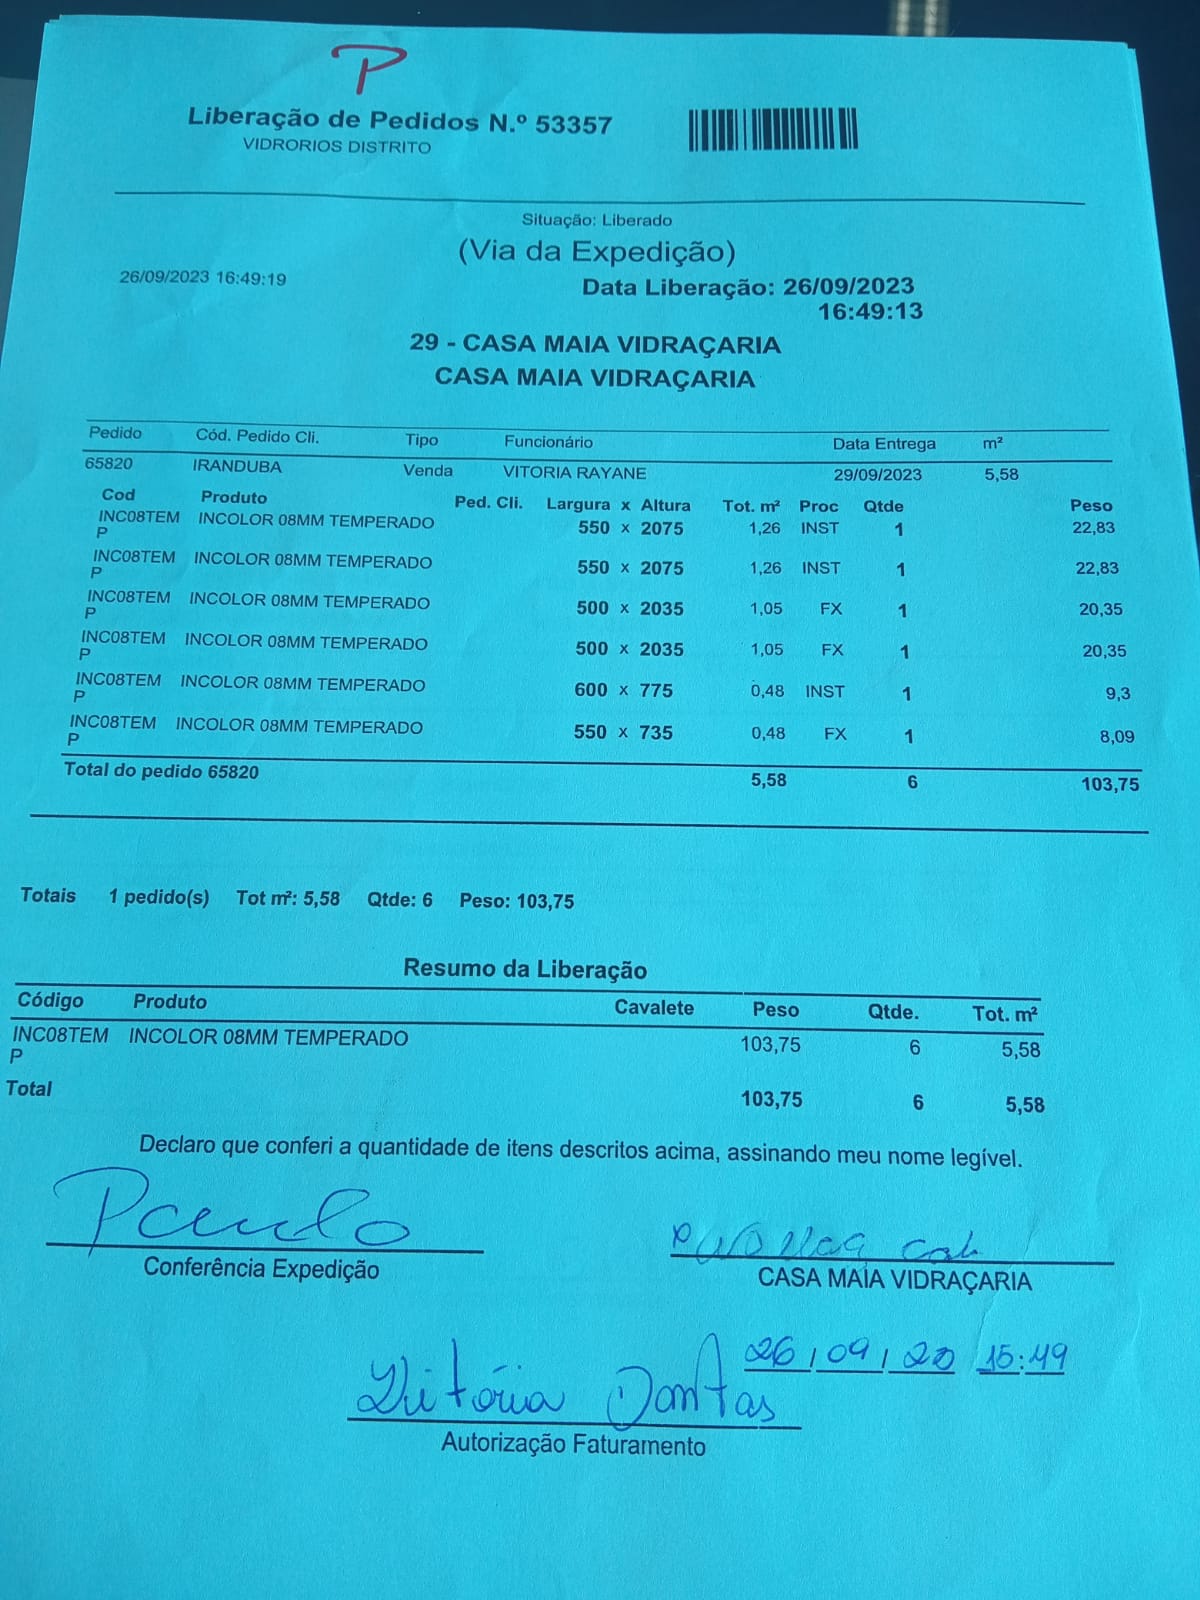 P
Liberação de Pedidos N.º 53357
VIDRORIOS DISTRITO
Situação: Liberado
(Via da Expedição)
26/09/2023 16:49:19
Data Liberação: 26/09/2023
16:49:13
29 - CASA MAIA VIDRAÇARIA
CASA MAIA VIDRAÇARIA
Pedido Cód. Pedido Cli. Tipo Funcionário Data Entrega m²
65820 IRANDUBA Venda VITORIA RAYANE 29/09/2023 5,58
Cod Produto Ped. Cli. Largura x Altura Tot. m² Proc Qtde Peso
INC08TEM INCOLOR 08MM TEMPERADO 550 x 2075 1,26 INST 1 22,83
P
INC08TEM INCOLOR 08MM TEMPERADO 550 x 2075 1,26 INST 1 22,83
P
INC08TEM INCOLOR 08MM TEMPERADO 500 x 2035 1,05 FX 1 20,35
P
INC08TEM INCOLOR 08MM TEMPERADO 500 x 2035 1,05 FX 1 20,35
P
INC08TEM INCOLOR 08MM TEMPERADO 600 x 775 0,48 INST 1 9,3
P
INC08TEM INCOLOR 08MM TEMPERADO 550 x 735 0,48 FX 1 8,09
P
Total do pedido 65820 5,58 6 103,75
Totais 1 pedido(s) Tot m²: 5,58 Qtde: 6 Peso: 103,75
Resumo da Liberação
Código Produto Cavalete Peso Qtde. Tot. m²
INC08TEM INCOLOR 08MM TEMPERADO 103,75 6 5,58
P
Total 103,75 6 5,58
Declaro que conferi a quantidade de itens descritos acima, assinando meu nome legível.
Paulo
Conferência Expedição
CASA MAIA VIDRAÇARIA
26/09/20 15:49
Vitória Dantas
Autorização Faturamento